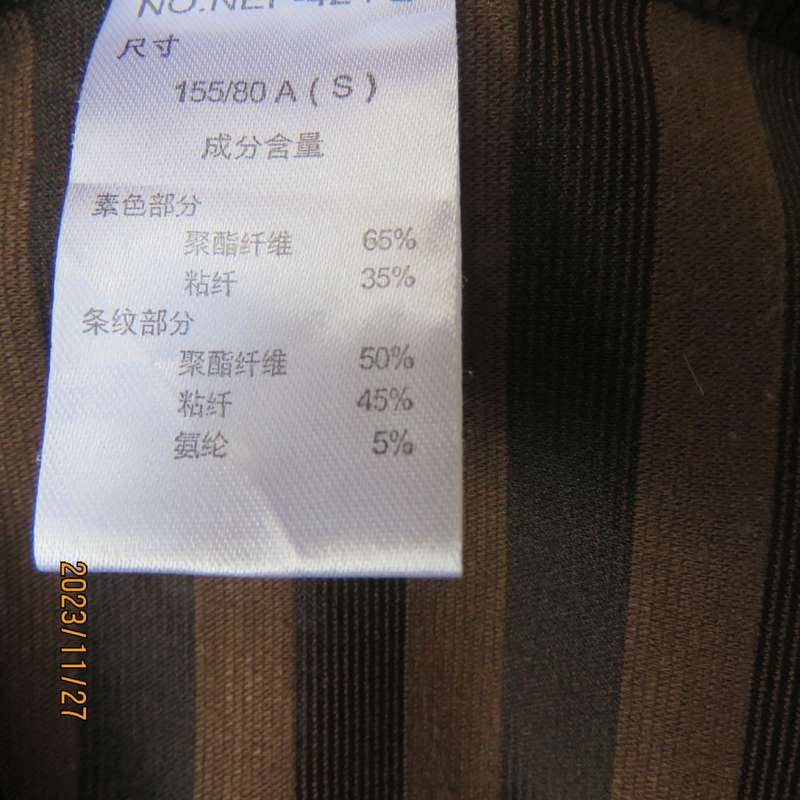 尺寸
155/80 A ( S )
成分含量
素色部分
聚酯纤维 65%
粘纤 35%
条纹部分
聚酯纤维 50%
粘纤 45%
氨纶 5%
2023/11/27